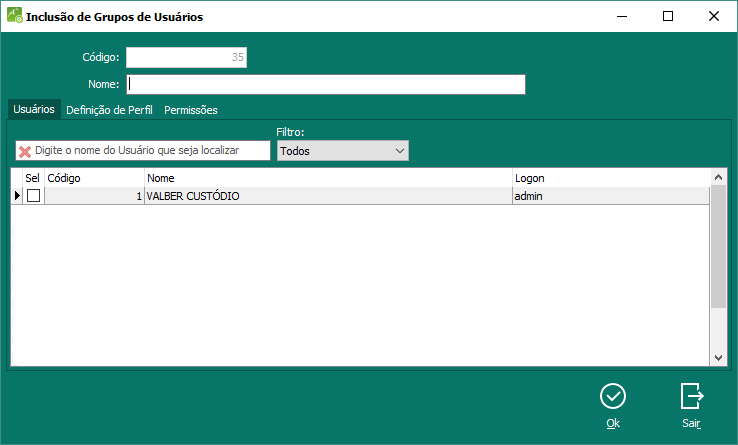 Inclusão de Grupos de Usuários
Código: 35
Nome:
Usuários Definição de Perfil Permissões
Filtro:
Digite o nome do Usuário que seja localizar Todos
Sel Código Nome Logon
1 VALBER CUSTÓDIO admin
Ok Sair